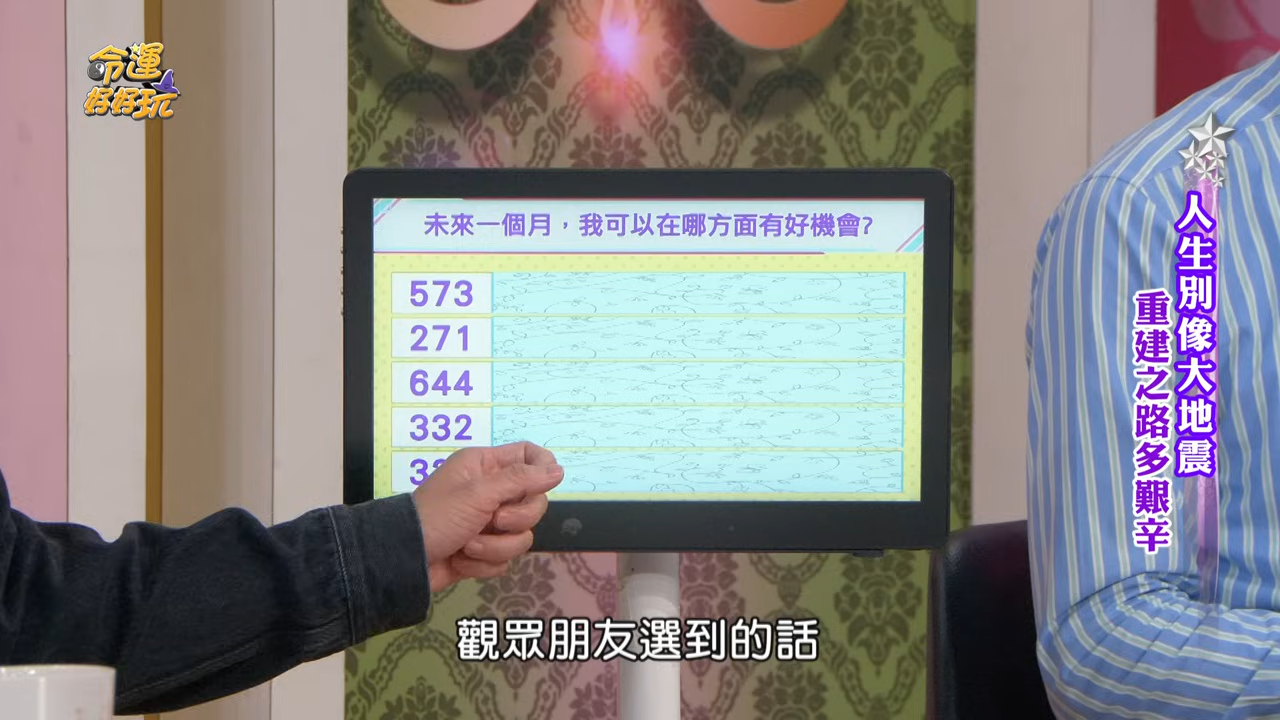 命運
好好玩
未來一個月，我可以在哪方面有好機會?
573
271
644
332
人生別像大地震
重建之路多艱辛
觀眾朋友選到的話